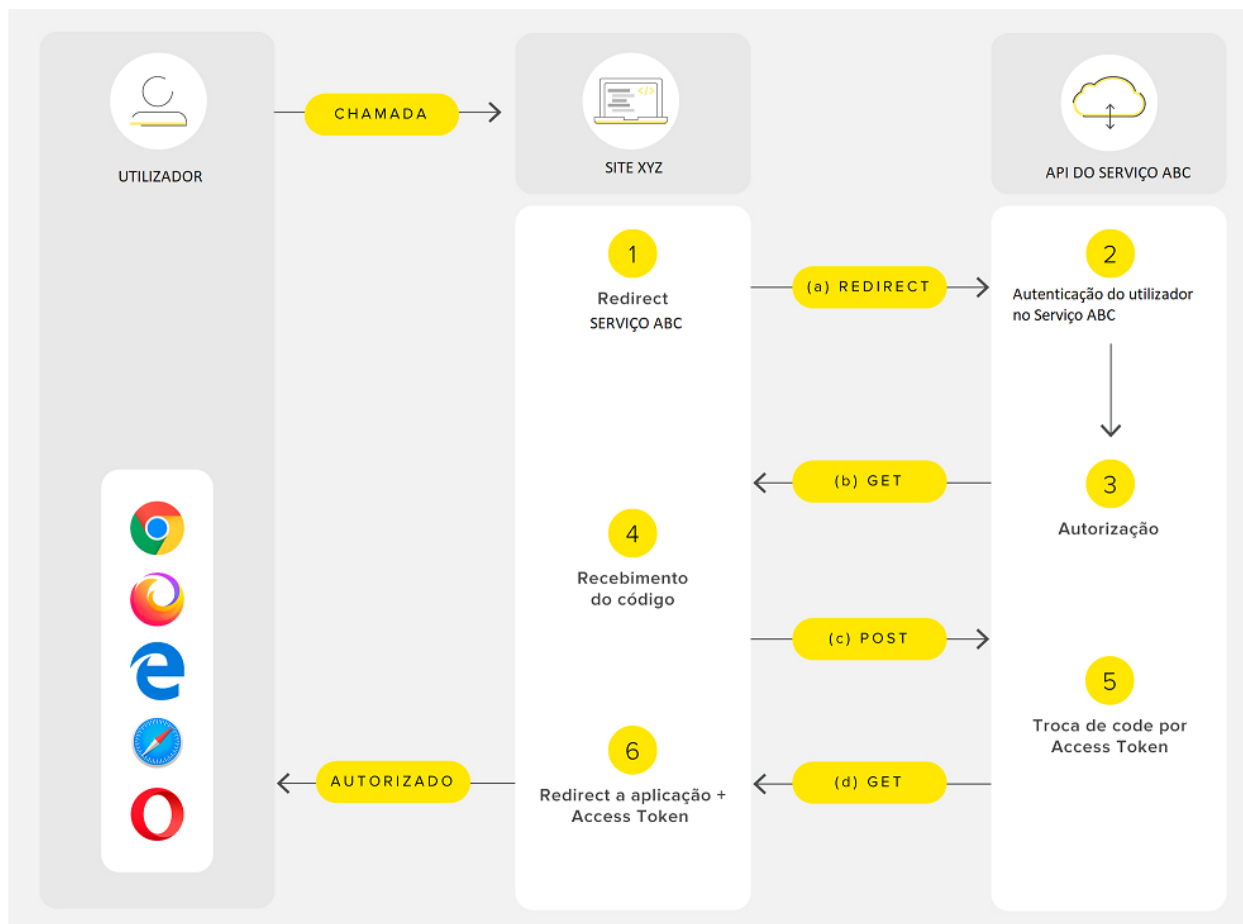 CHAMADA
UTILIZADOR
SITE XYZ
</>
API DO SERVIÇO ABC
1
Redirect
SERVIÇO ABC
(a) REDIRECT
2
Autenticação do utilizador
no Serviço ABC
(b) GET
3
Autorização
4
Recebimento
do código
(c) POST
5
Troca de code por
Access Token
6
Redirect a aplicação +
Access Token
AUTORIZADO
(d) GET